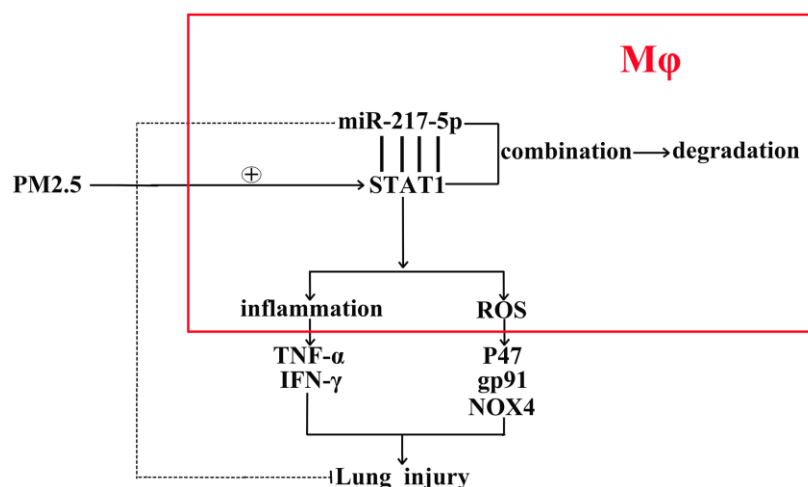 Mφ
miR-217-5p
combination
degradation
PM2.5
+
STAT1
inflammation
ROS
TNF-α
IFN-γ
P47
gp91
NOX4
Lung injury